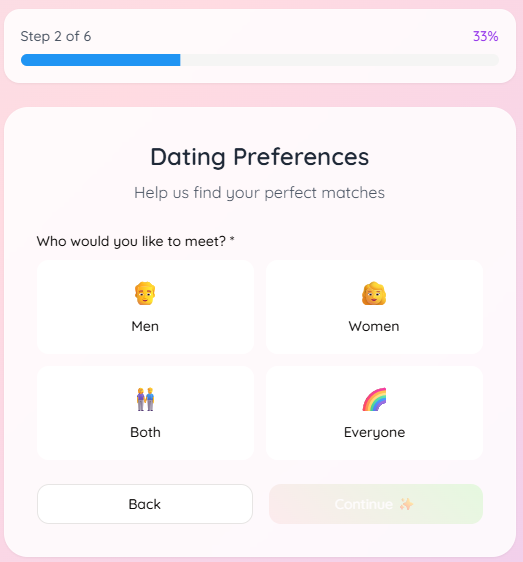 Step 2 of 6 33%
Dating Preferences
Help us find your perfect matches
Who would you like to meet? *
Men Women
Both Everyone
Back Continue ✨